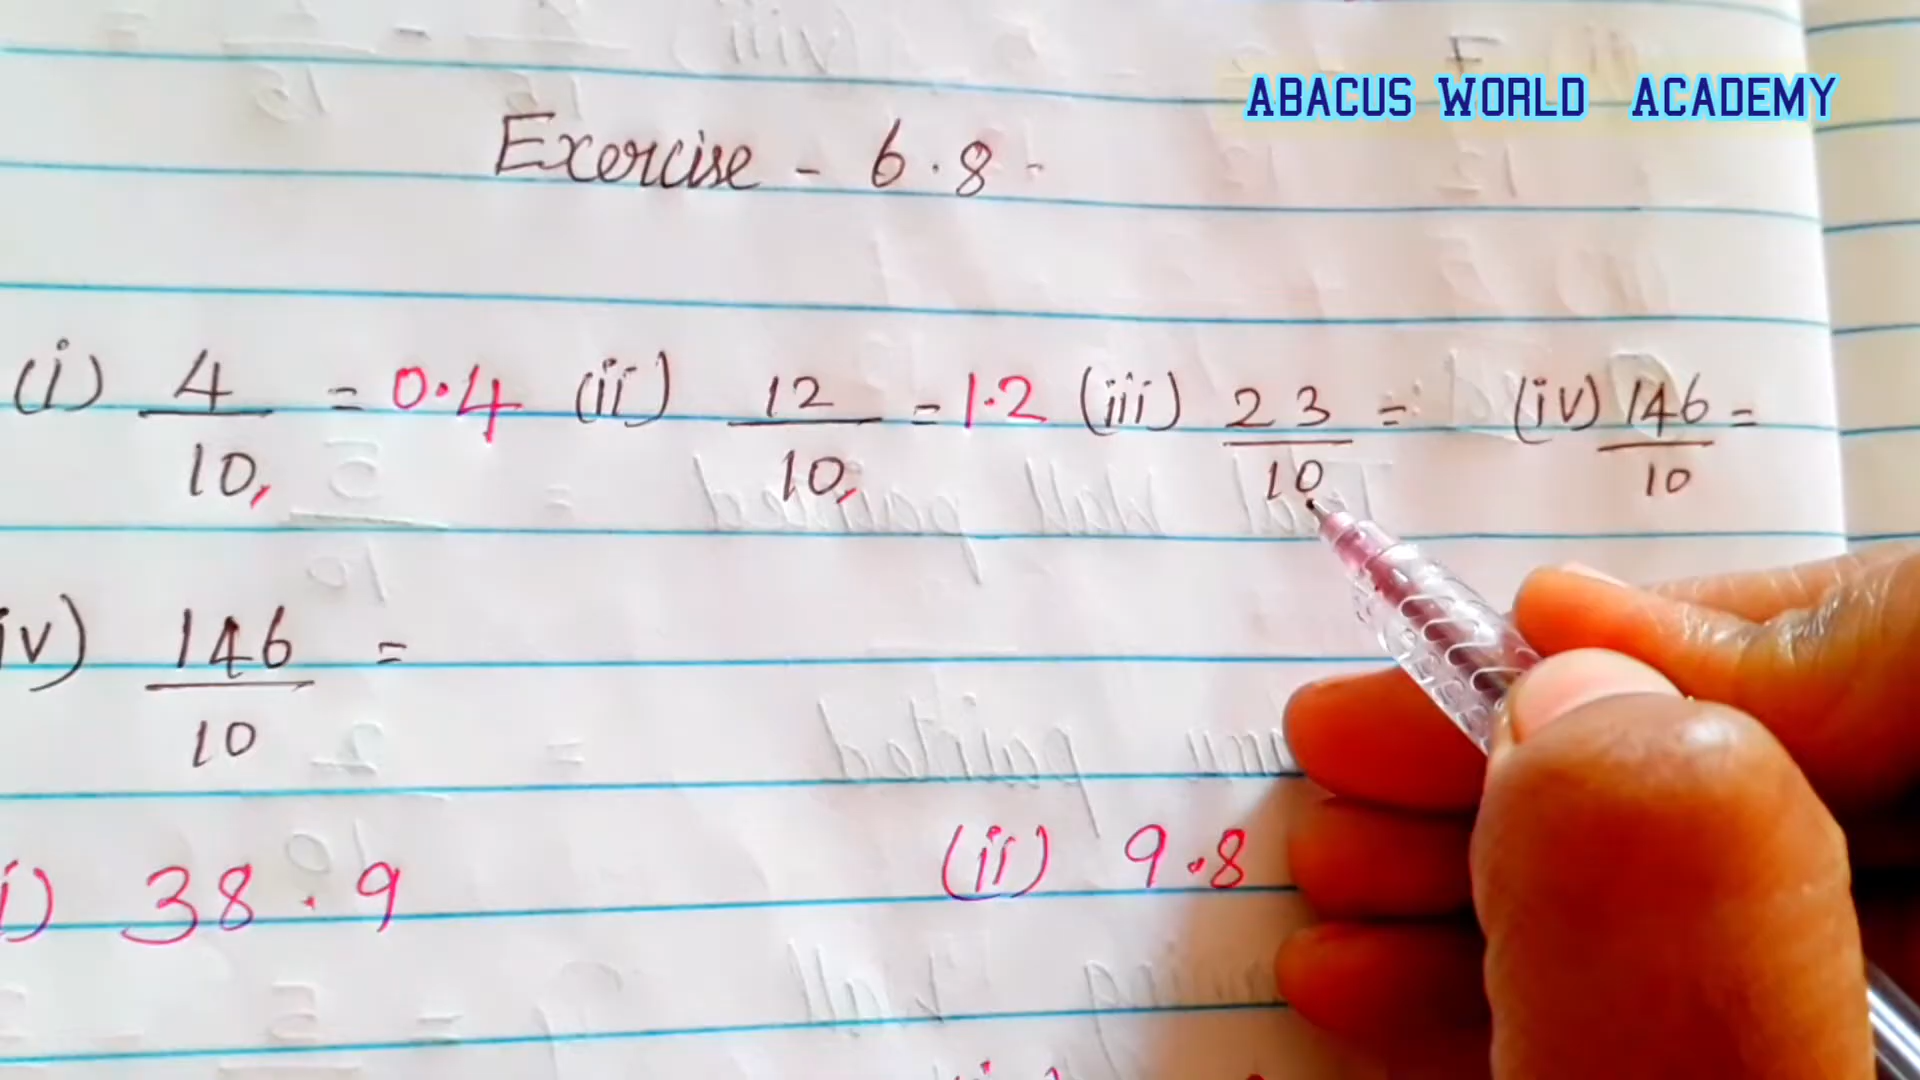 ABACUS WORLD ACADEMY
Exercise - 6.8.
(i) 4/10, = 0.4 (ii) 12/10, = 1.2 (iii) 23/10 = (iv) 146/10 =
iv) 146/10 =
i) 38.9 (ii) 9.8